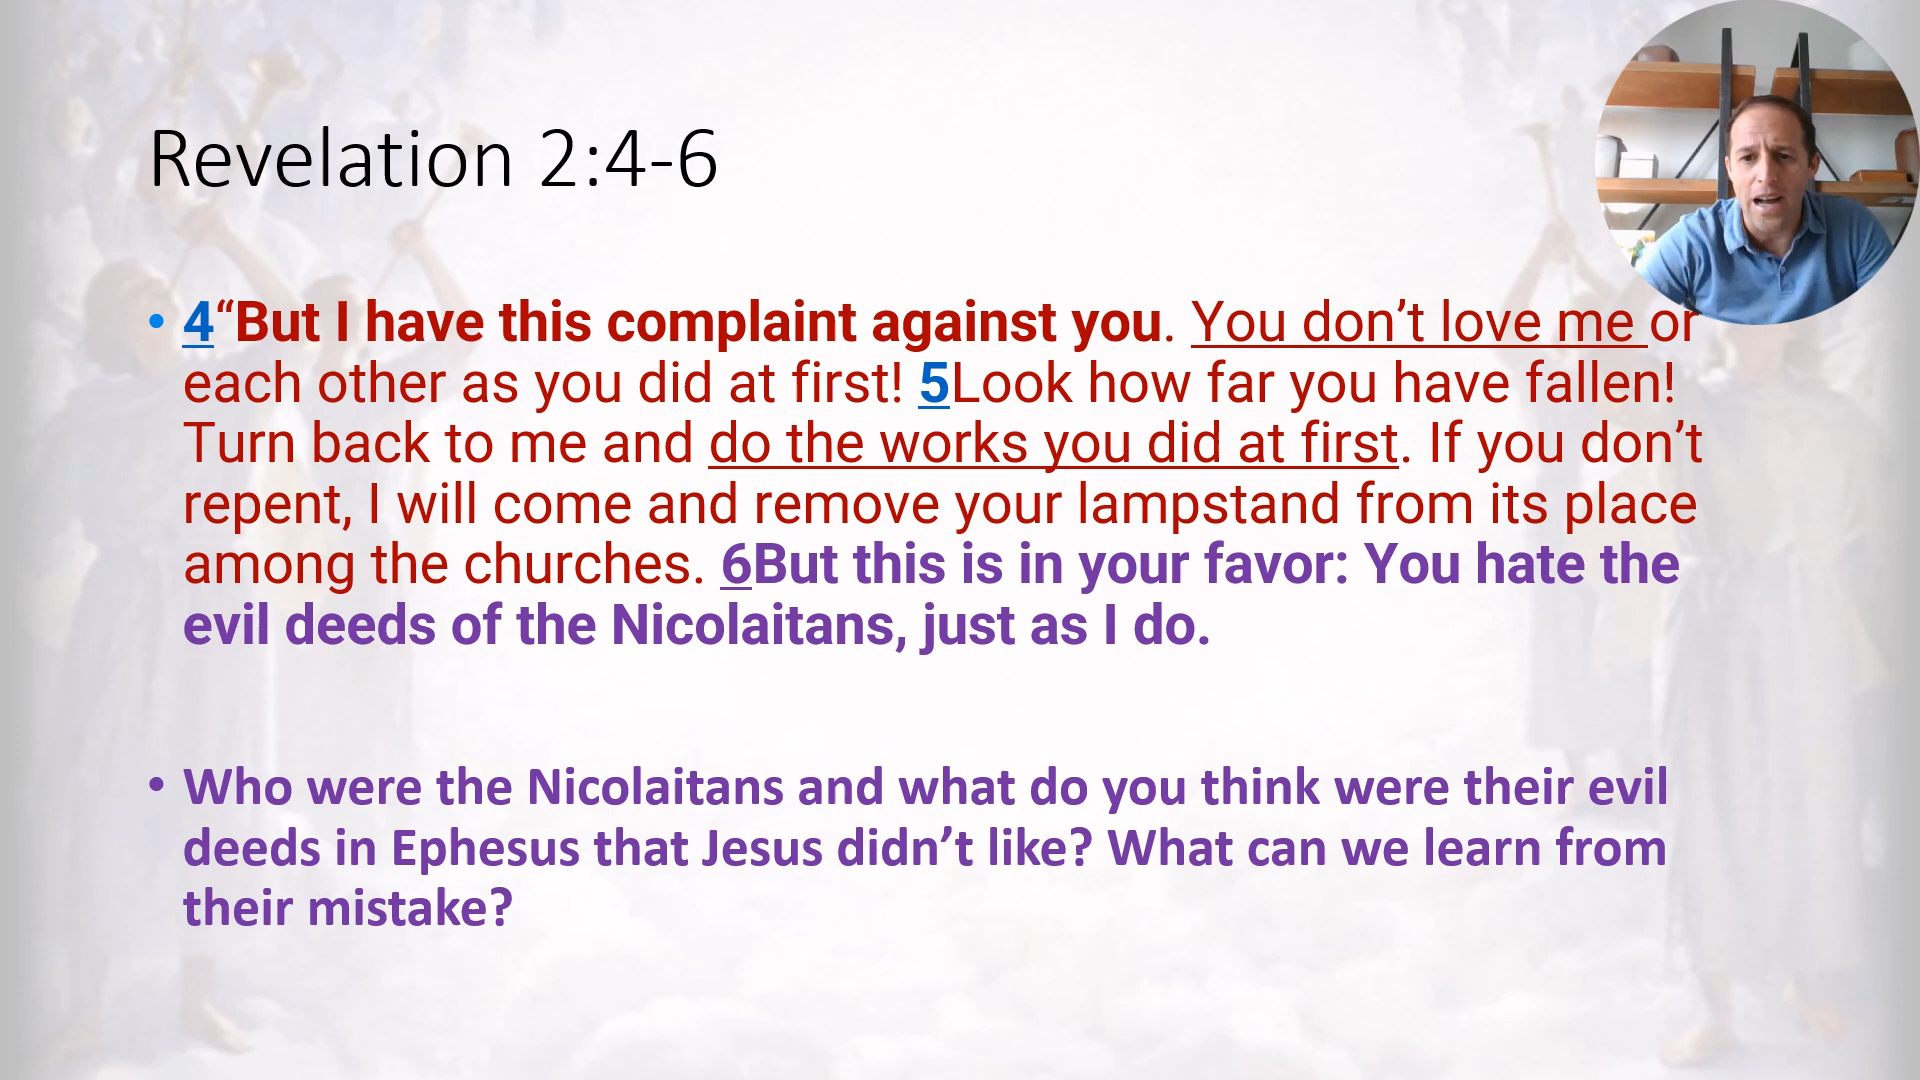 Revelation 2:4-6
• 4“But I have this complaint against you. You don’t love me or
each other as you did at first! 5Look how far you have fallen!
Turn back to me and do the works you did at first. If you don’t
repent, I will come and remove your lampstand from its place
among the churches. 6But this is in your favor: You hate the
evil deeds of the Nicolaitans, just as I do.
• Who were the Nicolaitans and what do you think were their evil
deeds in Ephesus that Jesus didn’t like? What can we learn from
their mistake?